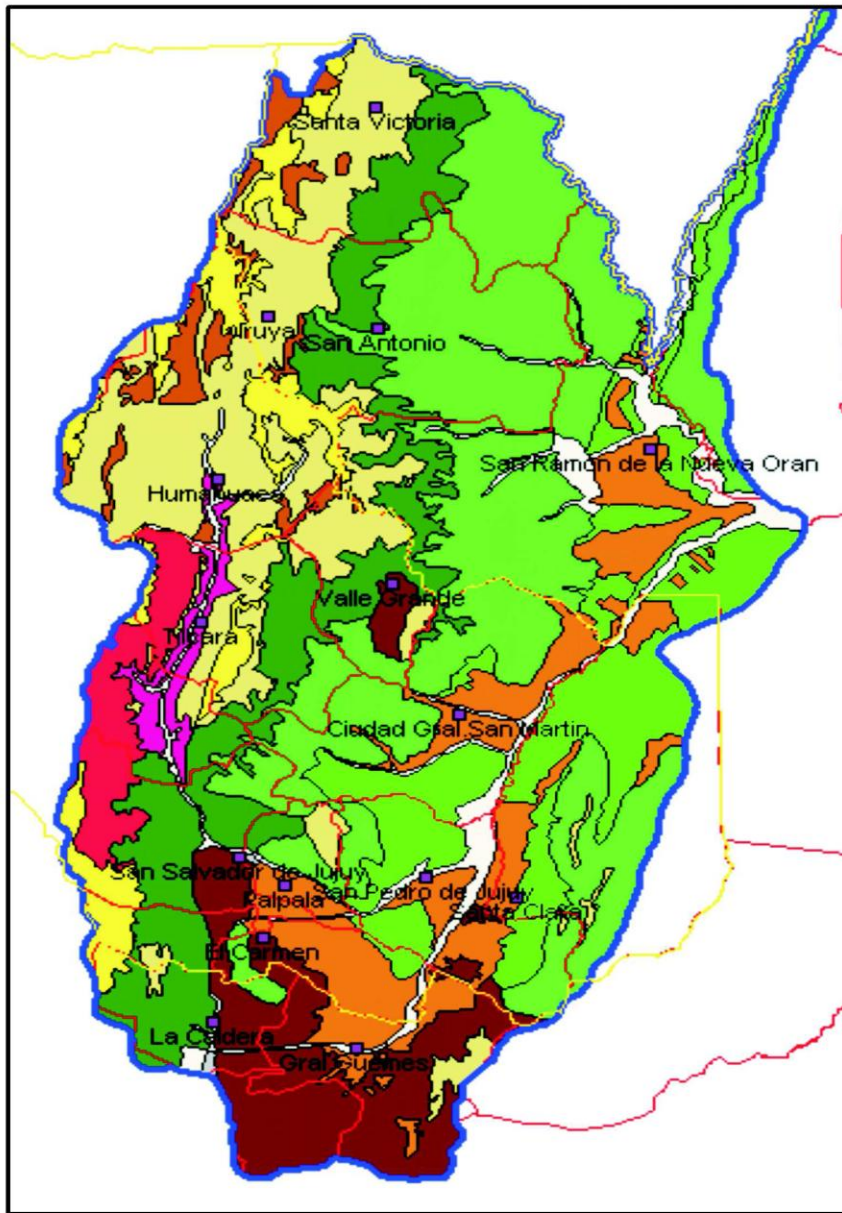 Santa Victoria
Iruya
San Antonio
San Ramón de la Nueva Oran
Humahuaca
Valle Grande
Tilcara
Ciudad Gral San Martin
San Salvador de Jujuy
Palpala
San Pedro de Jujuy
Santa Clara
El Carmen
La Caldera
Gral Guemes